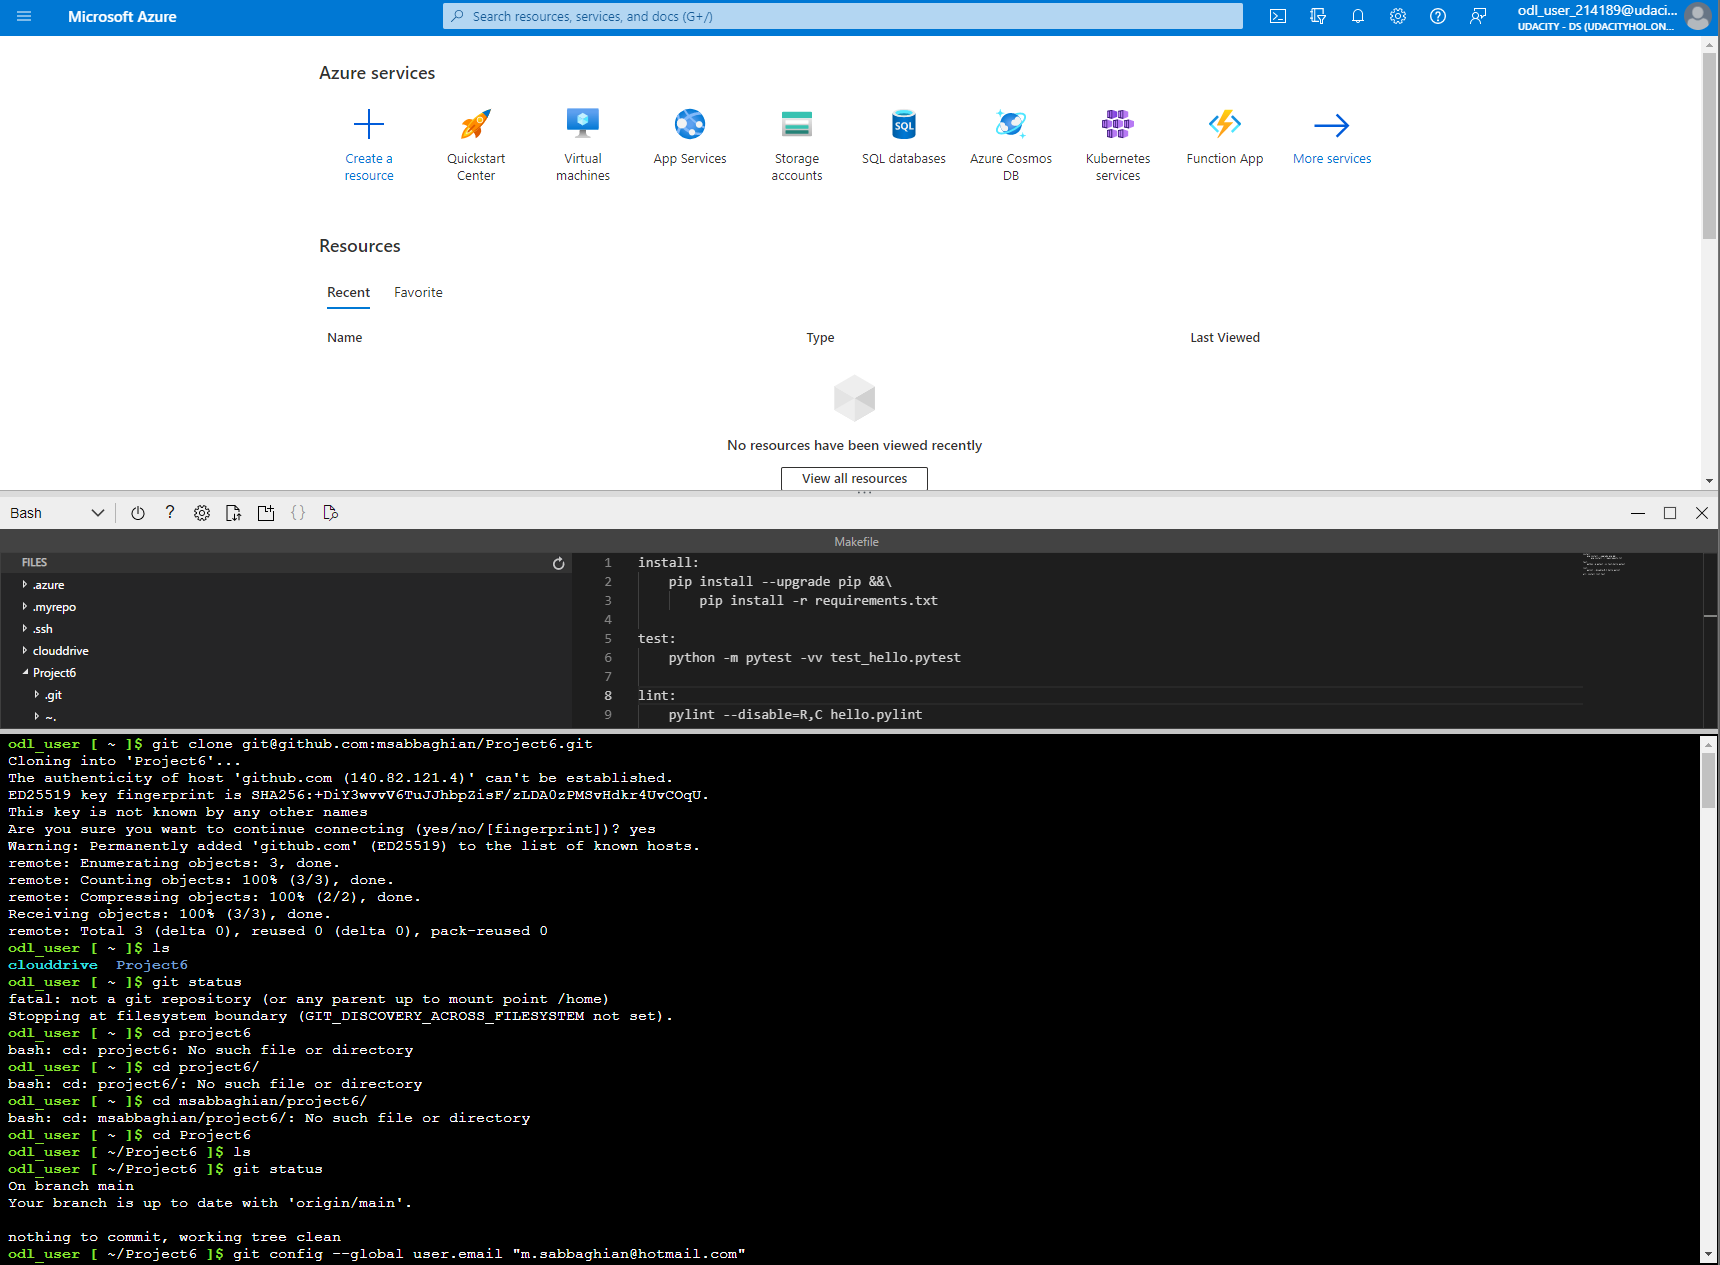 Microsoft Azure
Search resources, services, and docs (G+/)
odl_user_214189@udaci...
UDACITY - DS (UDACITYHOL.ON...
Azure services
Create a resource
Quickstart Center
Virtual machines
App Services
Storage accounts
SQL
SQL databases
Azure Cosmos DB
Kubernetes services
Function App
More services
Resources
Recent
Favorite
Name
Type
Last Viewed
No resources have been viewed recently
View all resources
Bash
?
{}
Makefile
FILES
.azure
.myrepo
.ssh
clouddrive
Project6
.git
~.
1 install:
2 pip install --upgrade pip &&\
3 pip install -r requirements.txt
4
5 test:
6 python -m pytest -vv test_hello.pytest
7
8 lint:
9 pylint --disable=R,C hello.pylint
odl_user [ ~ ]$ git clone git@github.com:msabbaghian/Project6.git
Cloning into 'Project6'...
The authenticity of host 'github.com (140.82.121.4)' can't be established.
ED25519 key fingerprint is SHA256:+DiY3wvvV6TuJJhbpZisF/zLDA0zPMSvHdkr4UvCOqU.
This key is not known by any other names
Are you sure you want to continue connecting (yes/no/[fingerprint])? yes
Warning: Permanently added 'github.com' (ED25519) to the list of known hosts.
remote: Enumerating objects: 3, done.
remote: Counting objects: 100% (3/3), done.
remote: Compressing objects: 100% (2/2), done.
Receiving objects: 100% (3/3), done.
remote: Total 3 (delta 0), reused 0 (delta 0), pack-reused 0
odl_user [ ~ ]$ ls
clouddrive  Project6
odl_user [ ~ ]$ git status
fatal: not a git repository (or any parent up to mount point /home)
Stopping at filesystem boundary (GIT_DISCOVERY_ACROSS_FILESYSTEM not set).
odl_user [ ~ ]$ cd project6
bash: cd: project6: No such file or directory
odl_user [ ~ ]$ cd project6/
bash: cd: project6/: No such file or directory
odl_user [ ~ ]$ cd msabbaghian/project6/
bash: cd: msabbaghian/project6/: No such file or directory
odl_user [ ~ ]$ cd Project6
odl_user [ ~/Project6 ]$ ls
odl_user [ ~/Project6 ]$ git status
On branch main
Your branch is up to date with 'origin/main'.
nothing to commit, working tree clean
odl_user [ ~/Project6 ]$ git config --global user.email "m.sabbaghian@hotmail.com"